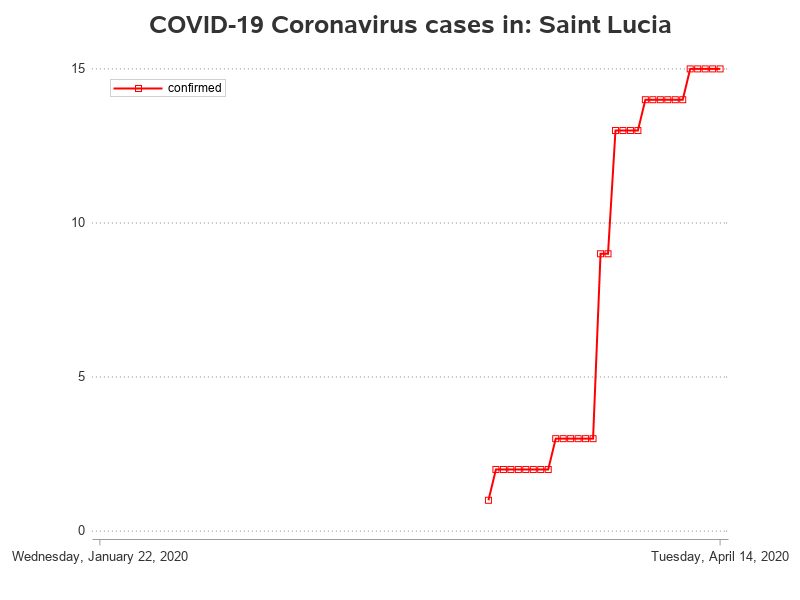 COVID-19 Coronavirus cases in: Saint Lucia
15
confirmed
10
5
0
Wednesday, January 22, 2020
Tuesday, April 14, 2020